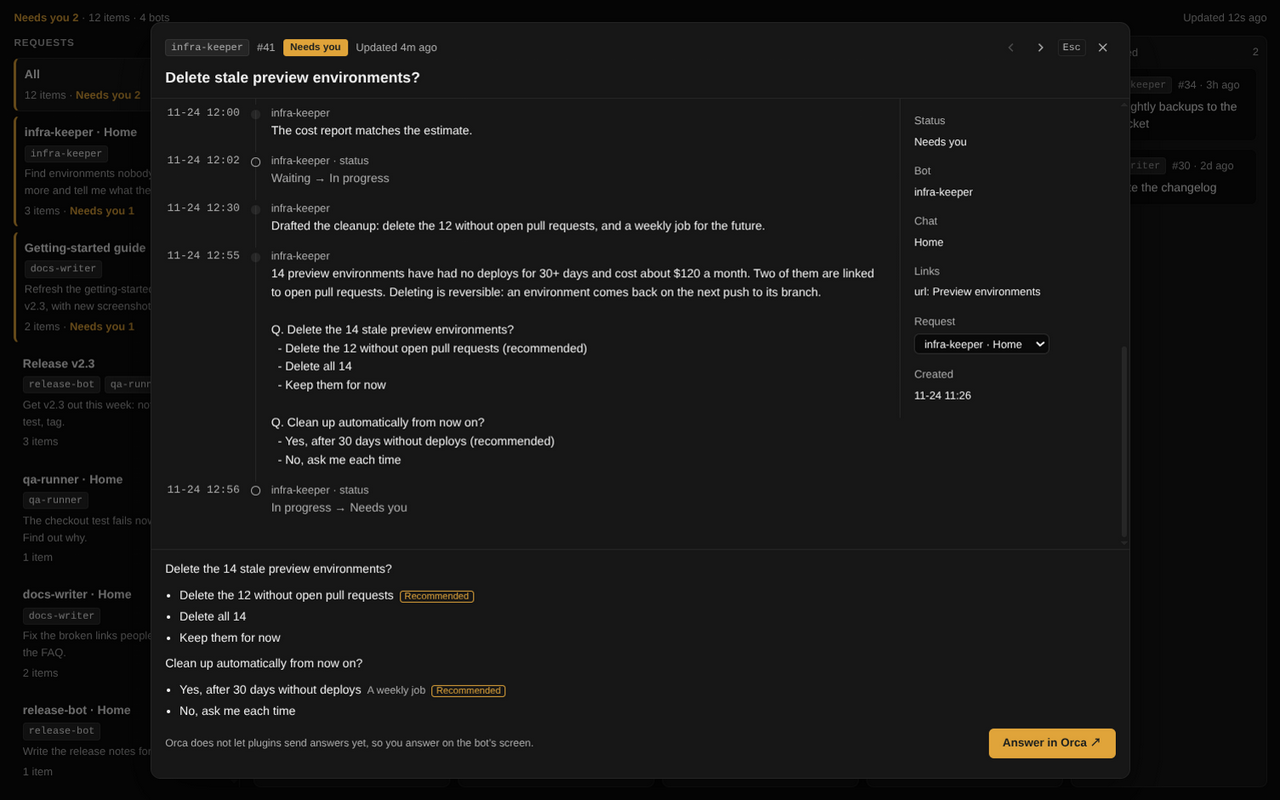 Needs you 2 · 12 items · 4 bots
Updated 12s ago
REQUESTS
All
12 items · Needs you 2
infra-keeper · Home
infra-keeper
Find environments nobody
more and tell me what the
3 items · Needs you 1
Getting-started guide
docs-writer
Refresh the getting-started
v2.3, with new screenshot
2 items · Needs you 1
Release v2.3
release-bot
qa-runn
Get v2.3 out this week: no
test, tag.
3 items
qa-runner · Home
qa-runner
The checkout test fails now
Find out why.
1 item
docs-writer · Home
docs-writer
Fix the broken links people
the FAQ.
2 items
release-bot · Home
release-bot
Write the release notes for
1 item
infra-keeper #41 Needs you Updated 4m ago
Esc
Delete stale preview environments?
11-24 12:00 infra-keeper
The cost report matches the estimate.
11-24 12:02 infra-keeper · status
Waiting → In progress
11-24 12:30 infra-keeper
Drafted the cleanup: delete the 12 without open pull requests, and a weekly job for the future.
11-24 12:55 infra-keeper
14 preview environments have had no deploys for 30+ days and cost about $120 a month. Two of them are linked
to open pull requests. Deleting is reversible: an environment comes back on the next push to its branch.
Q. Delete the 14 stale preview environments?
- Delete the 12 without open pull requests (recommended)
- Delete all 14
- Keep them for now
Q. Clean up automatically from now on?
- Yes, after 30 days without deploys (recommended)
- No, ask me each time
11-24 12:56 infra-keeper · status
In progress → Needs you
Status
Needs you
Bot
infra-keeper
Chat
Home
Links
url: Preview environments
Request
infra-keeper · Home
Created
11-24 11:26
Delete the 14 stale preview environments?
• Delete the 12 without open pull requests Recommended
• Delete all 14
• Keep them for now
Clean up automatically from now on?
• Yes, after 30 days without deploys A weekly job Recommended
• No, ask me each time
Orca does not let plugins send answers yet, so you answer on the bot's screen.
Answer in Orca ↗
ed 2
keeper #34 · 3h ago
ghtly backups to the
cket
riter #30 · 2d ago
te the changelog